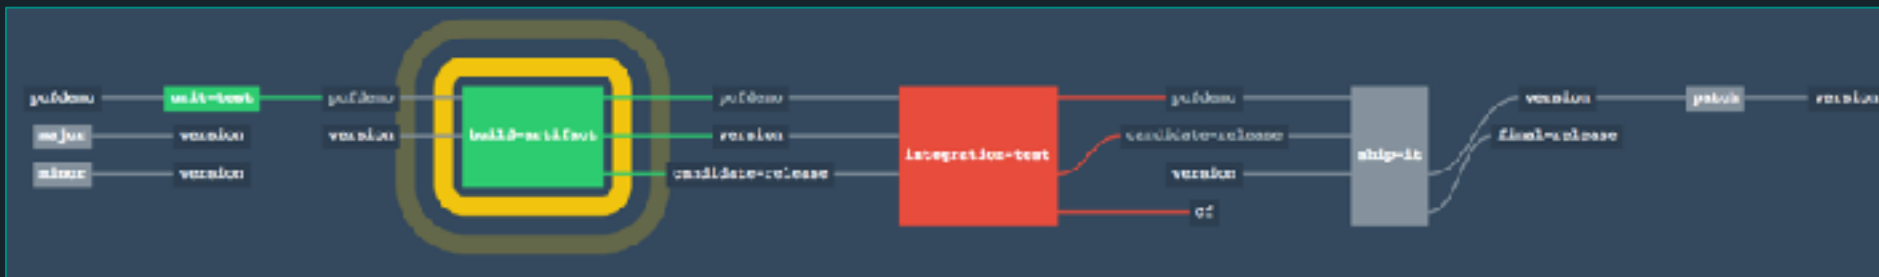 pufdemo unit-test pufdemo build-artifact pufdemo integration-test pufdemo ship-it version patch version
major version version version candidate-release final-release
minor version candidate-release version
cf